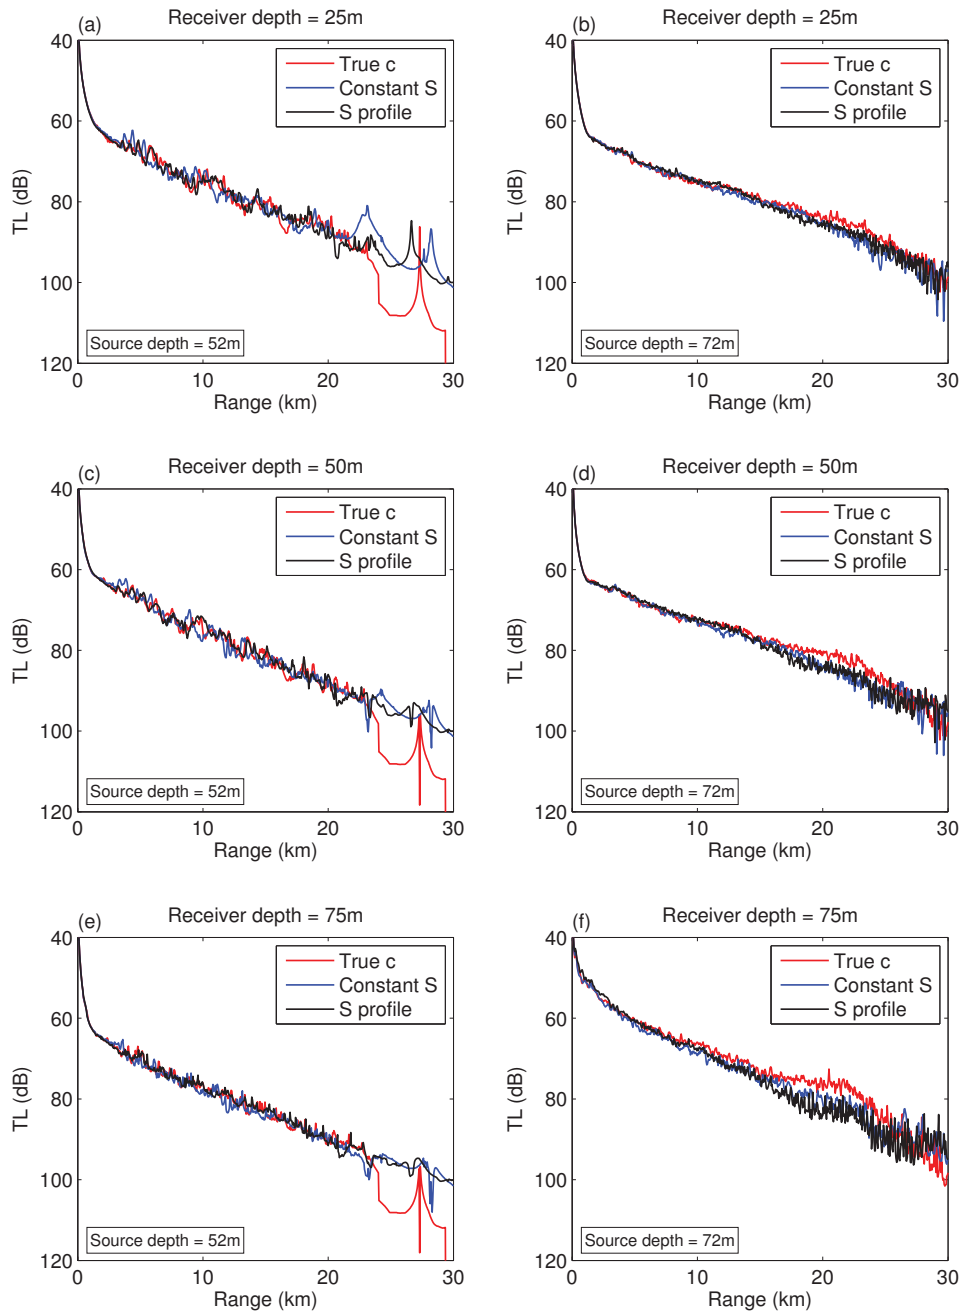 (a) Receiver depth = 25m
40
60
80
100
120
TL (dB)
True c
Constant S
S profile
Source depth = 52m
0 10 20 30
Range (km)
(b) Receiver depth = 25m
40
60
80
100
120
TL (dB)
True c
Constant S
S profile
Source depth = 72m
0 10 20 30
Range (km)
(c) Receiver depth = 50m
40
60
80
100
120
TL (dB)
True c
Constant S
S profile
Source depth = 52m
0 10 20 30
Range (km)
(d) Receiver depth = 50m
40
60
80
100
120
TL (dB)
True c
Constant S
S profile
Source depth = 72m
0 10 20 30
Range (km)
(e) Receiver depth = 75m
40
60
80
100
120
TL (dB)
True c
Constant S
S profile
Source depth = 52m
0 10 20 30
Range (km)
(f) Receiver depth = 75m
40
60
80
100
120
TL (dB)
True c
Constant S
S profile
Source depth = 72m
0 10 20 30
Range (km)